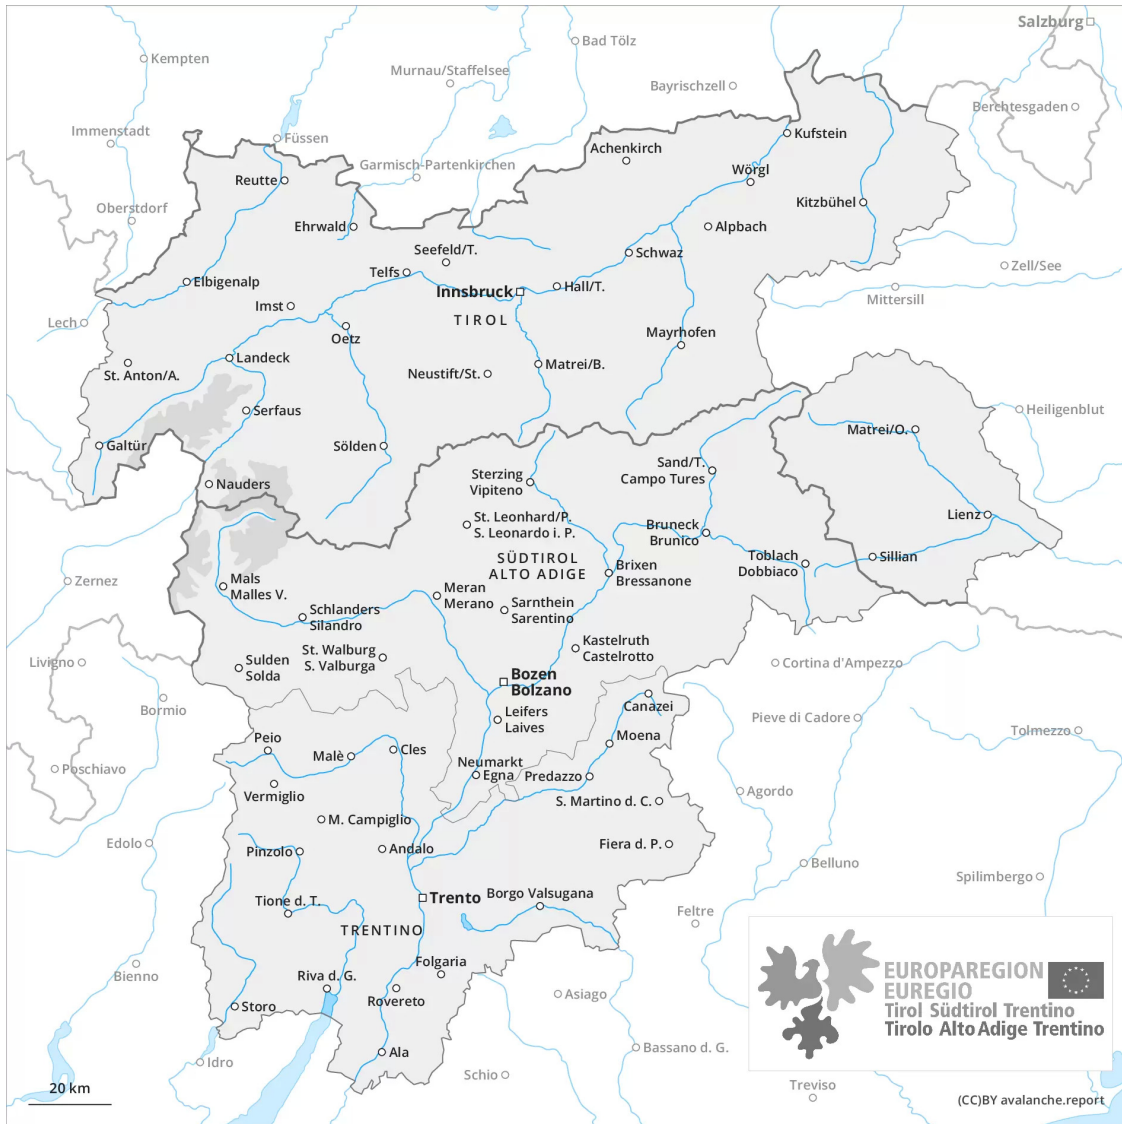 Salzburg
Bad Tölz
Kempten
Murnau/Staffelsee
Bayrischzell
Berchtesgaden
Immenstadt
Füssen
Kufstein
Achenkirch
Garmisch-Partenkirchen
Wörgl
Reutte
Kitzbühel
Oberstdorf
Ehrwald
Alpbach
Seefeld/T.
Schwaz
Zell/See
Telfs
Elbigenalp
Hall/T.
Innsbruck
Mittersill
Imst
TIROL
Lech
Oetz
Mayrhofen
Landeck
Matrei/B.
St. Anton/A.
Neustift/St.
Serfaus
Heiligenblut
Matrei/O.
Galtür
Sölden
Sand/T.
Campo Tures
Sterzing
Vipiteno
Nauders
Lienz
St. Leonhard/P.
S. Leonardo i. P.
Bruneck
Brunico
SÜDTIROL
ALTO ADIGE
Toblach
Dobbiaco
Sillian
Brixen
Bressanone
Zernez
Mals
Malles V.
Meran
Merano
Sarnthein
Sarentino
Schlanders
Silandro
Kastelruth
Castelrotto
St. Walburg
S. Valburga
Livigno
Sulden
Solda
Cortina d'Ampezzo
Bozen
Bolzano
Bormio
Canazei
Leifers
Laives
Pieve di Cadore
Tolmezzo
Peio
Moena
Malè
Cles
Neumarkt
Egna
Predazzo
Poschiavo
Vermiglio
Agordo
S. Martino d. C.
M. Campiglio
Edolo
Fiera d. P.
Pinzolo
Andalo
Belluno
Spilimbergo
Tione d. T.
Trento
Borgo Valsugana
Feltre
TRENTINO
Folgaria
Bienno
Riva d. G.
EUROPAREGION
EUREGIO
Tirol Südtirol Trentino
Tirolo Alto Adige Trentino
Asiago
Rovereto
Storo
Bassano d. G.
Ala
Idro
Schio
Treviso
20 km
(CC)BY avalanche.report